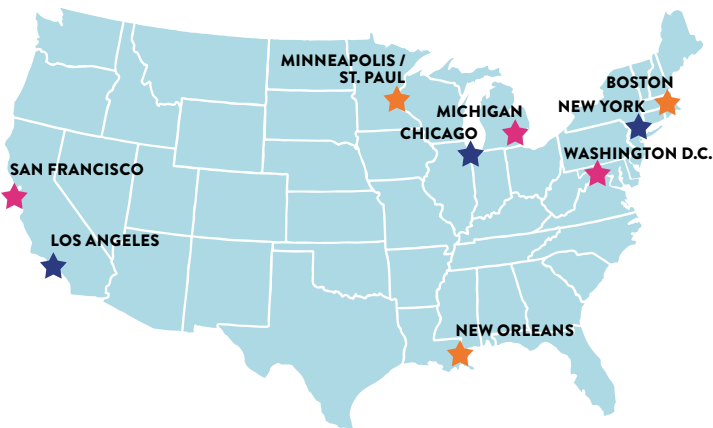 MINNEAPOLIS /
ST. PAUL
BOSTON
NEW YORK
MICHIGAN
CHICAGO
WASHINGTON D.C.
SAN FRANCISCO
LOS ANGELES
NEW ORLEANS